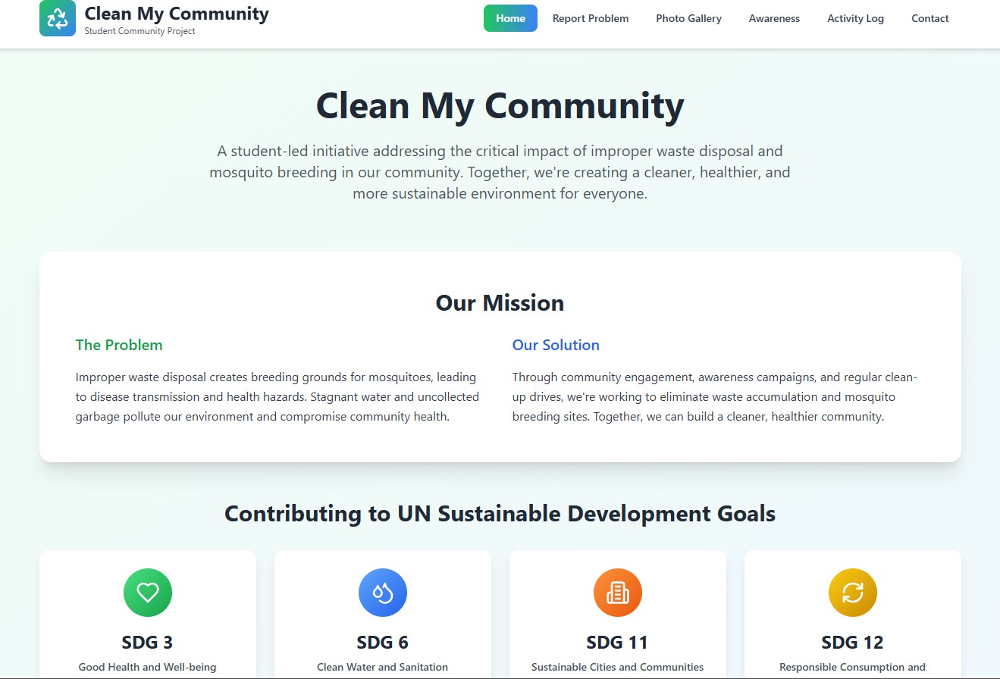 Clean My Community
Student Community Project
Home
Report Problem
Photo Gallery
Awareness
Activity Log
Contact
Clean My Community
A student-led initiative addressing the critical impact of improper waste disposal and
mosquito breeding in our community. Together, we're creating a cleaner, healthier, and
more sustainable environment for everyone.
Our Mission
The Problem
Improper waste disposal creates breeding grounds for mosquitoes, leading
to disease transmission and health hazards. Stagnant water and uncollected
garbage pollute our environment and compromise community health.
Our Solution
Through community engagement, awareness campaigns, and regular clean-
up drives, we're working to eliminate waste accumulation and mosquito
breeding sites. Together, we can build a cleaner, healthier community.
Contributing to UN Sustainable Development Goals
SDG 3
Good Health and Well-being
SDG 6
Clean Water and Sanitation
SDG 11
Sustainable Cities and Communities
SDG 12
Responsible Consumption and